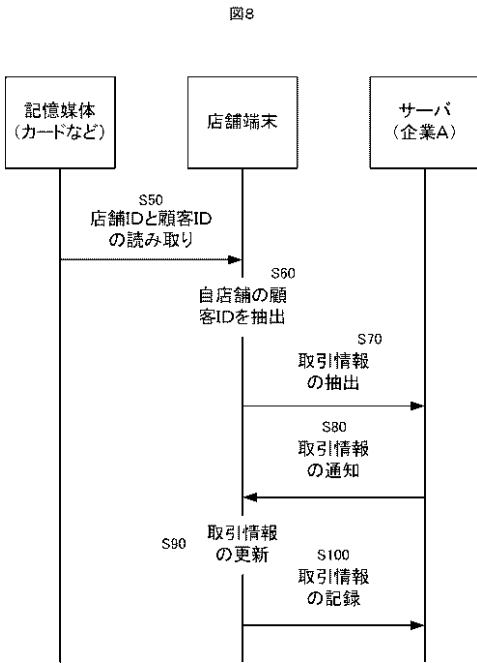 図8
記憶媒体
(カードなど)
店舗端末
サーバ
(企業A)
S50
店舗IDと顧客ID
の読み取り
S60
自店舗の顧
客IDを抽出
S70
取引情報
の抽出
S80
取引情報
の通知
S90
取引情報
の更新
S100
取引情報
の記録